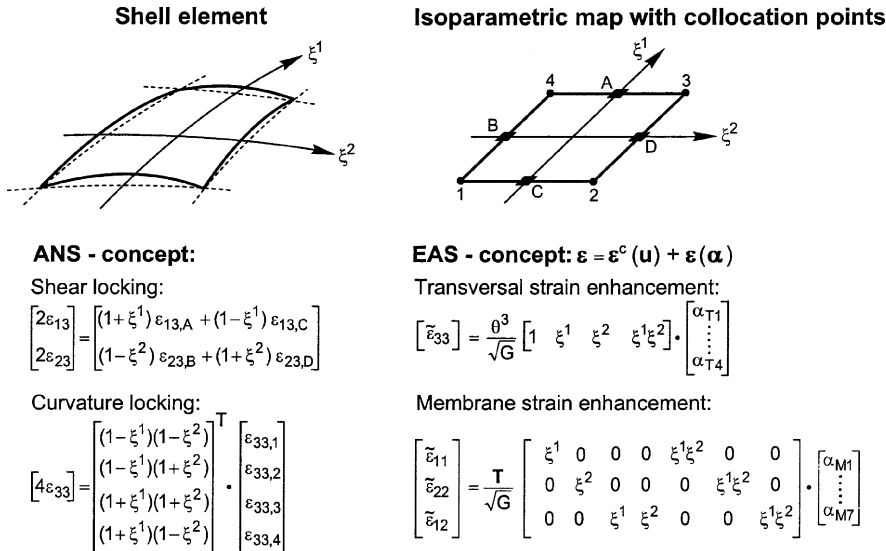 Shell element
ξ¹
ξ²
Isoparametric map with collocation points
ξ¹
4 A 3
B ξ²
D
1 C 2
ANS - concept:
Shear locking:
[2ε₁₃] = [(1+ξ¹) ε₁₃,A + (1−ξ¹) ε₁₃,C]
[2ε₂₃] [(1−ξ²) ε₂₃,B + (1+ξ²) ε₂₃,D]
Curvature locking:
[4ε₃₃] = [(1−ξ¹)(1−ξ²) (1−ξ¹)(1+ξ²) (1+ξ¹)(1+ξ²) (1+ξ¹)(1−ξ²)]ᵀ • [ε₃₃,₁ ε₃₃,₂ ε₃₃,₃ ε₃₃,₄]
EAS - concept: ε = εᶜ (u) + ε(α)
Transversal strain enhancement:
[ε̃₃₃] = θ³/√G [1 ξ¹ ξ² ξ¹ξ²] • [α_T1 ⋮ α_T4]
Membrane strain enhancement:
[ε̃₁₁] [ξ¹ 0 0 0 ξ¹ξ² 0 0] [α_M1]
[ε̃₂₂] = T/√G [0 ξ² 0 0 0 ξ¹ξ² 0] • ⋮
[ε̃₁₂] [0 0 ξ¹ ξ² 0 0 ξ¹ξ²] [α_M7]